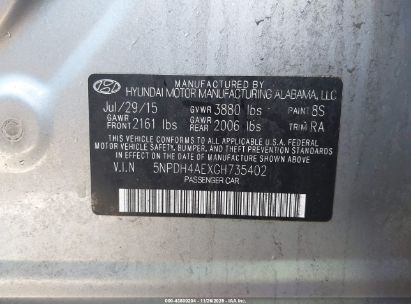 HYUNDAI MOTOR MANUFACTURING ALABAMA, LLC
Jul/29/15 GVWR 3880 lbs PAINT 8S
GAWR FRONT 2161 lbs GAWR REAR 2006 lbs TRIM RA
THIS VEHICLE CONFORMS TO ALL APPLICABLE U.S. FEDERAL
MOTOR VEHICLE SAFETY, BUMPER, AND THEFT PREVENTION
STANDARDS IN EFFECT ON THE DATE OF MANUFACTURE SHOWN ABOVE.
V.I.N 5NPDH4AEXGH735402
PASSENGER CAR